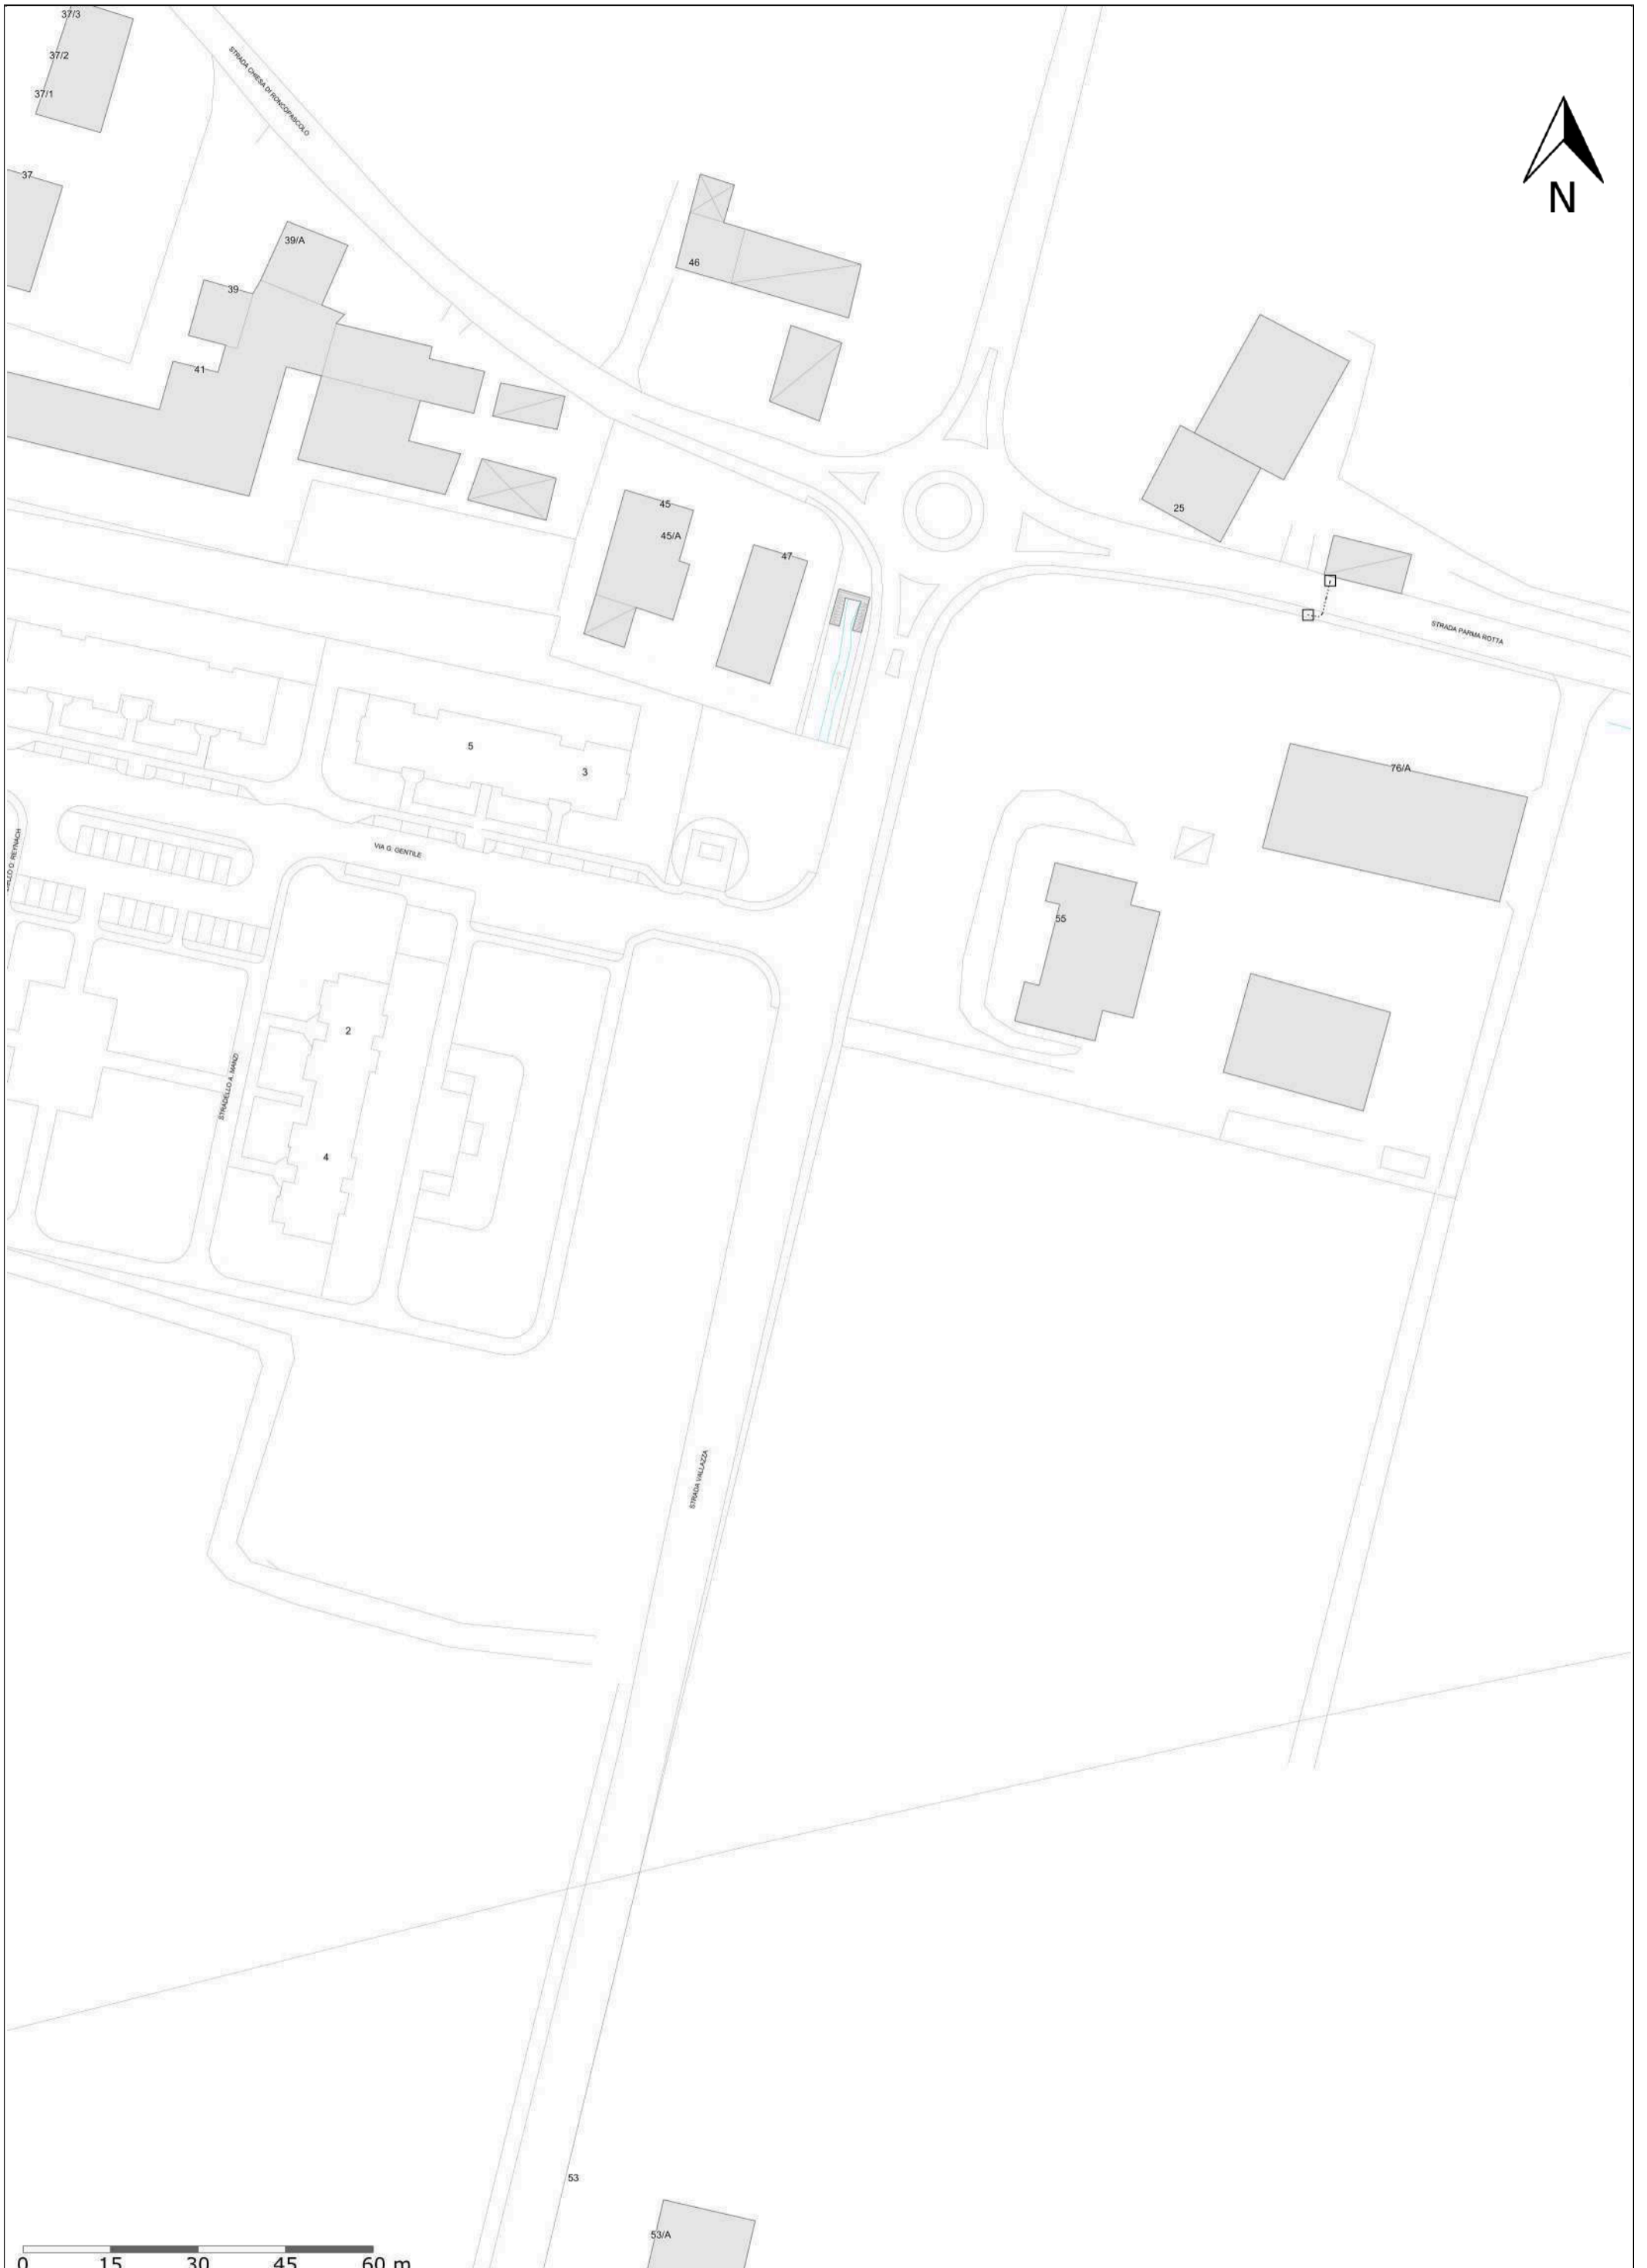 37/3
37/2
37/1
STRADA CHIESA DI RONCOPASCOLO
N
37
39/A
46
39
41
45
25
45/A
47
STRADA PARMA ROTTA
5
3
76/A
VIA G. GENTILE
D. REYNACH
55
2
STRADELLO A. MANZI
4
STRADA VALLAZZA
53
53/A
0 15 30 45 60 m